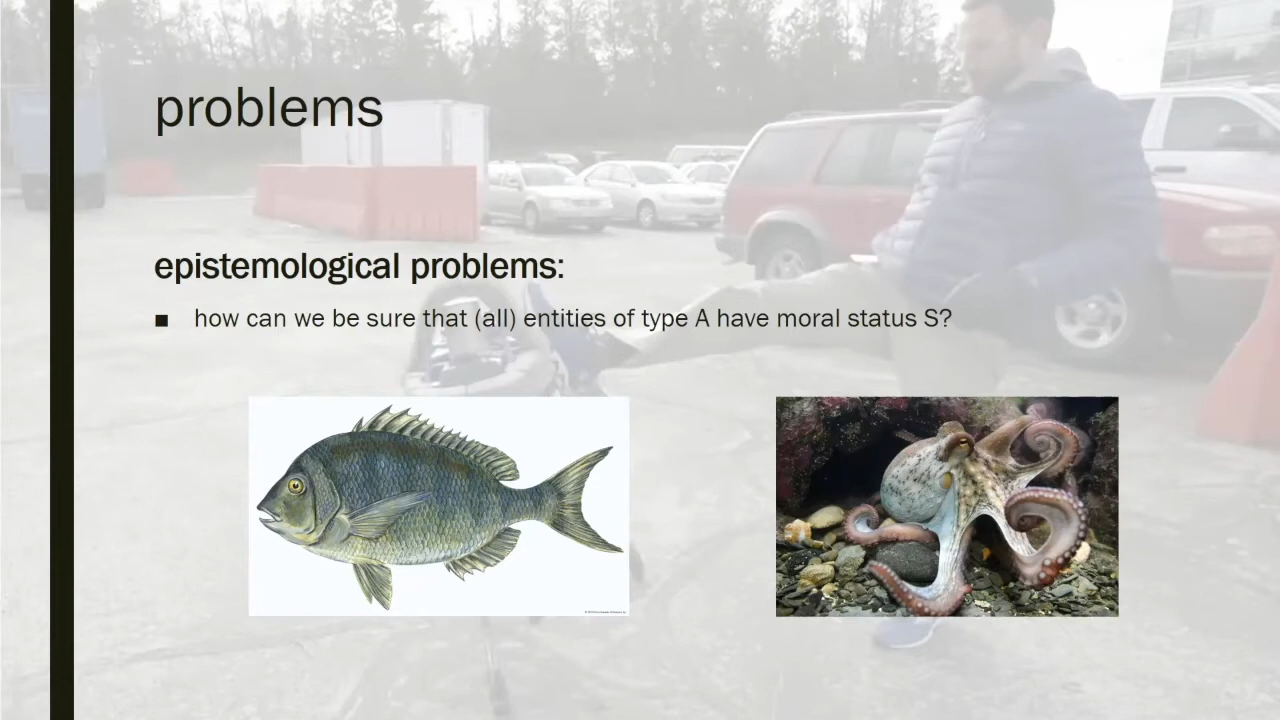 problems
epistemological problems:
▪ how can we be sure that (all) entities of type A have moral status S?